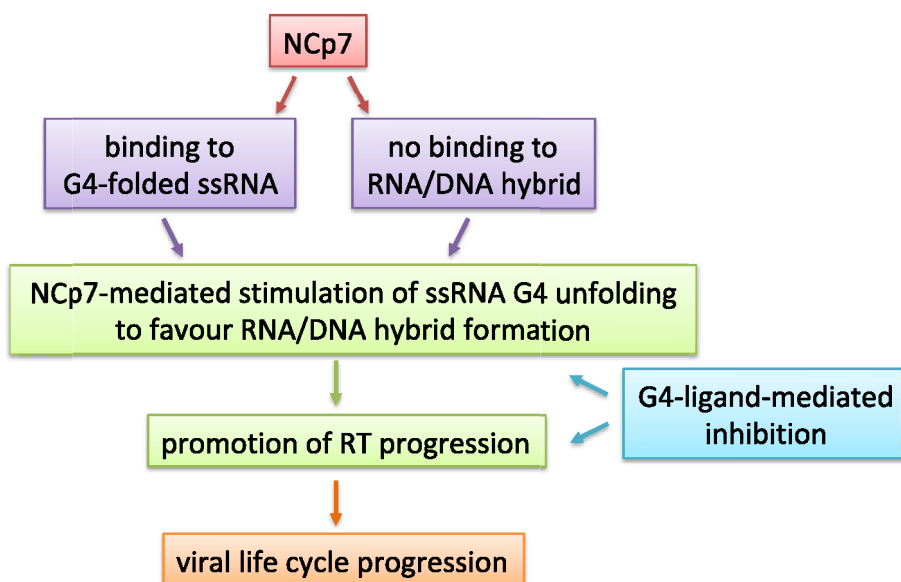 NCp7
binding to
G4-folded ssRNA
no binding to
RNA/DNA hybrid
NCp7-mediated stimulation of ssRNA G4 unfolding
to favour RNA/DNA hybrid formation
G4-ligand-mediated
inhibition
promotion of RT progression
viral life cycle progression